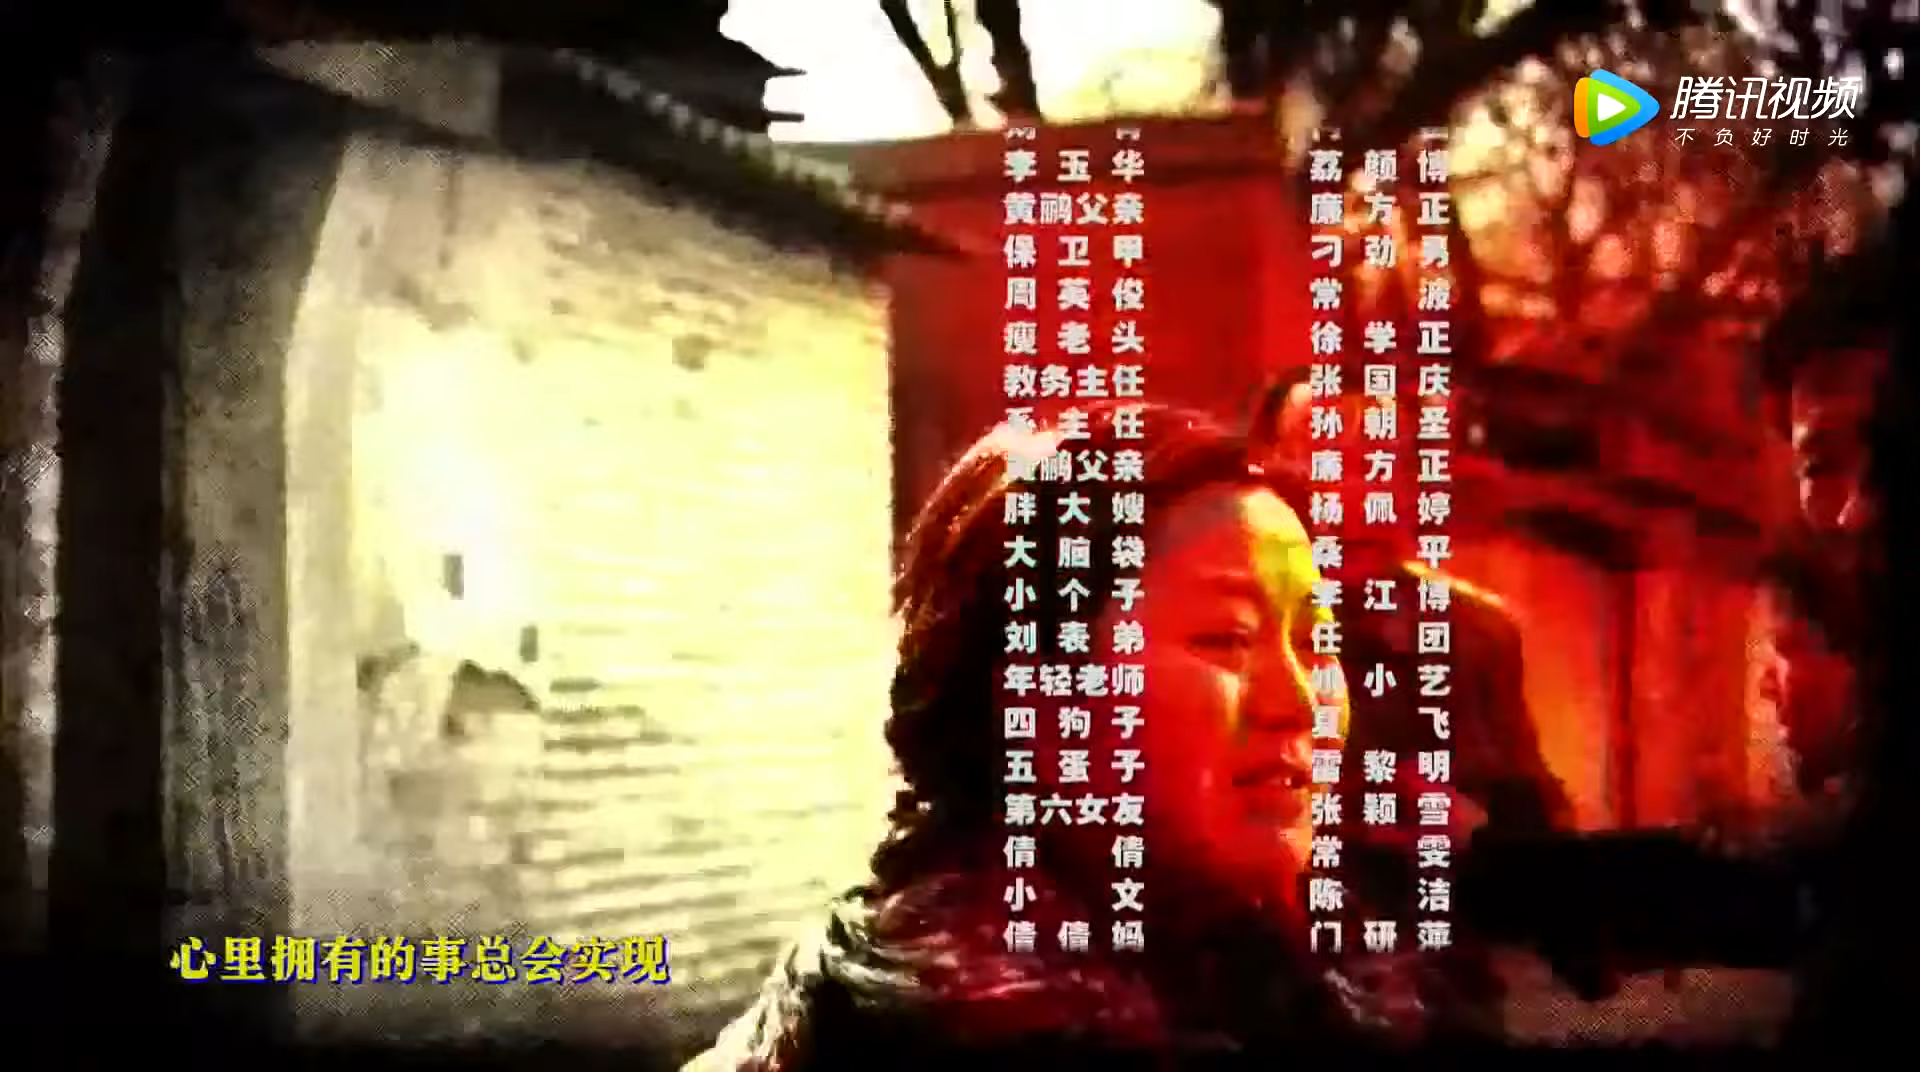 腾讯视频
不负好时光
李玉华 荔颜博
黄鹂父亲 廉方正
保卫甲 刁劲勇
周英俊 常波
瘦老头 徐学正
教务主任 张国庆
系主任 孙朝圣
黄鹂父亲 廉方正
胖大嫂 杨佩婷
大脑袋 桑平
小个子 李江博
刘表弟 任团
年轻老师 小艺
四狗子 夏飞
五蛋子 雷黎明
第六女友 张颖雪
倩倩 常雯
小文 陈洁
倩倩妈 门研萍
心里拥有的事总会实现